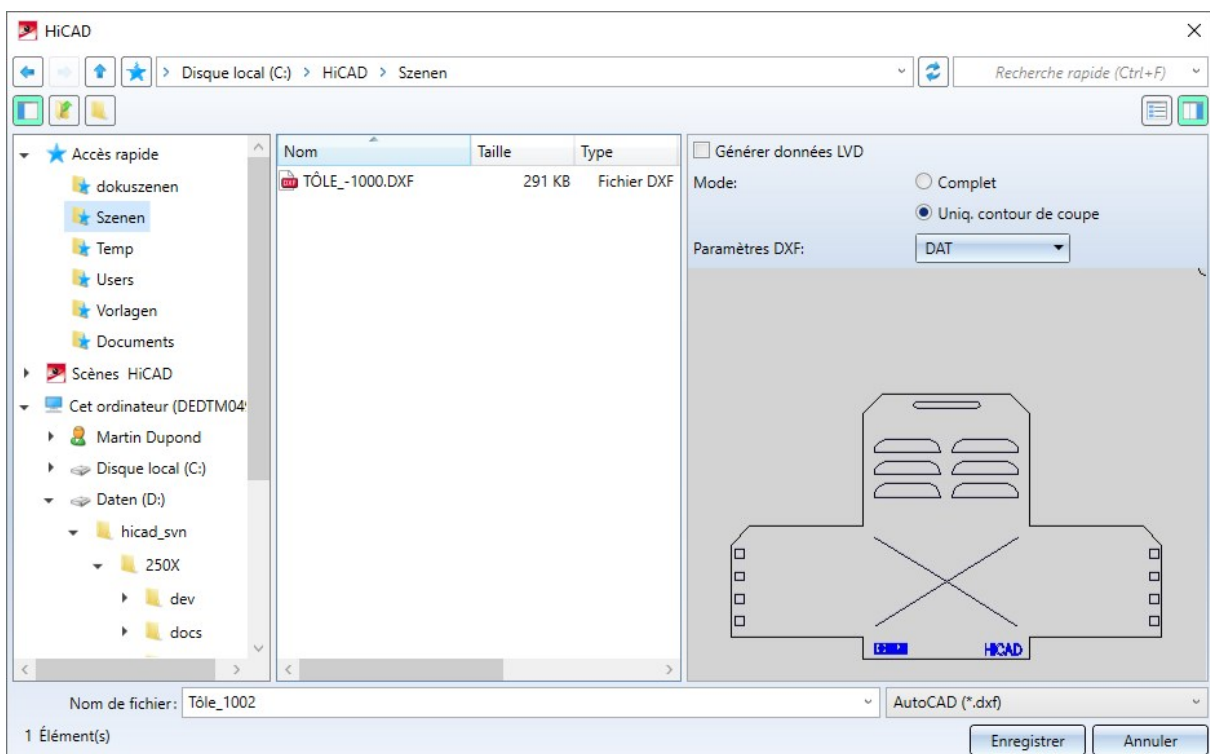 HiCAD
> Disque local (C:) > HiCAD > Szenen
Recherche rapide (Ctrl+F)
Accès rapide
dokuszenen
Szenen
Temp
Users
Vorlagen
Documents
Scènes HiCAD
Cet ordinateur (DEDTM04
Martin Dupond
Disque local (C:)
Daten (D:)
hicad_svn
250X
dev
docs
Nom Taille Type
DXF TÔLE_-1000.DXF 291 KB Fichier DXF
Générer données LVD
Mode: Complet
Uniq. contour de coupe
Paramètres DXF: DAT
HICAD
Nom de fichier: Tôle_1002 AutoCAD (*.dxf)
1 Élément(s) Enregistrer Annuler